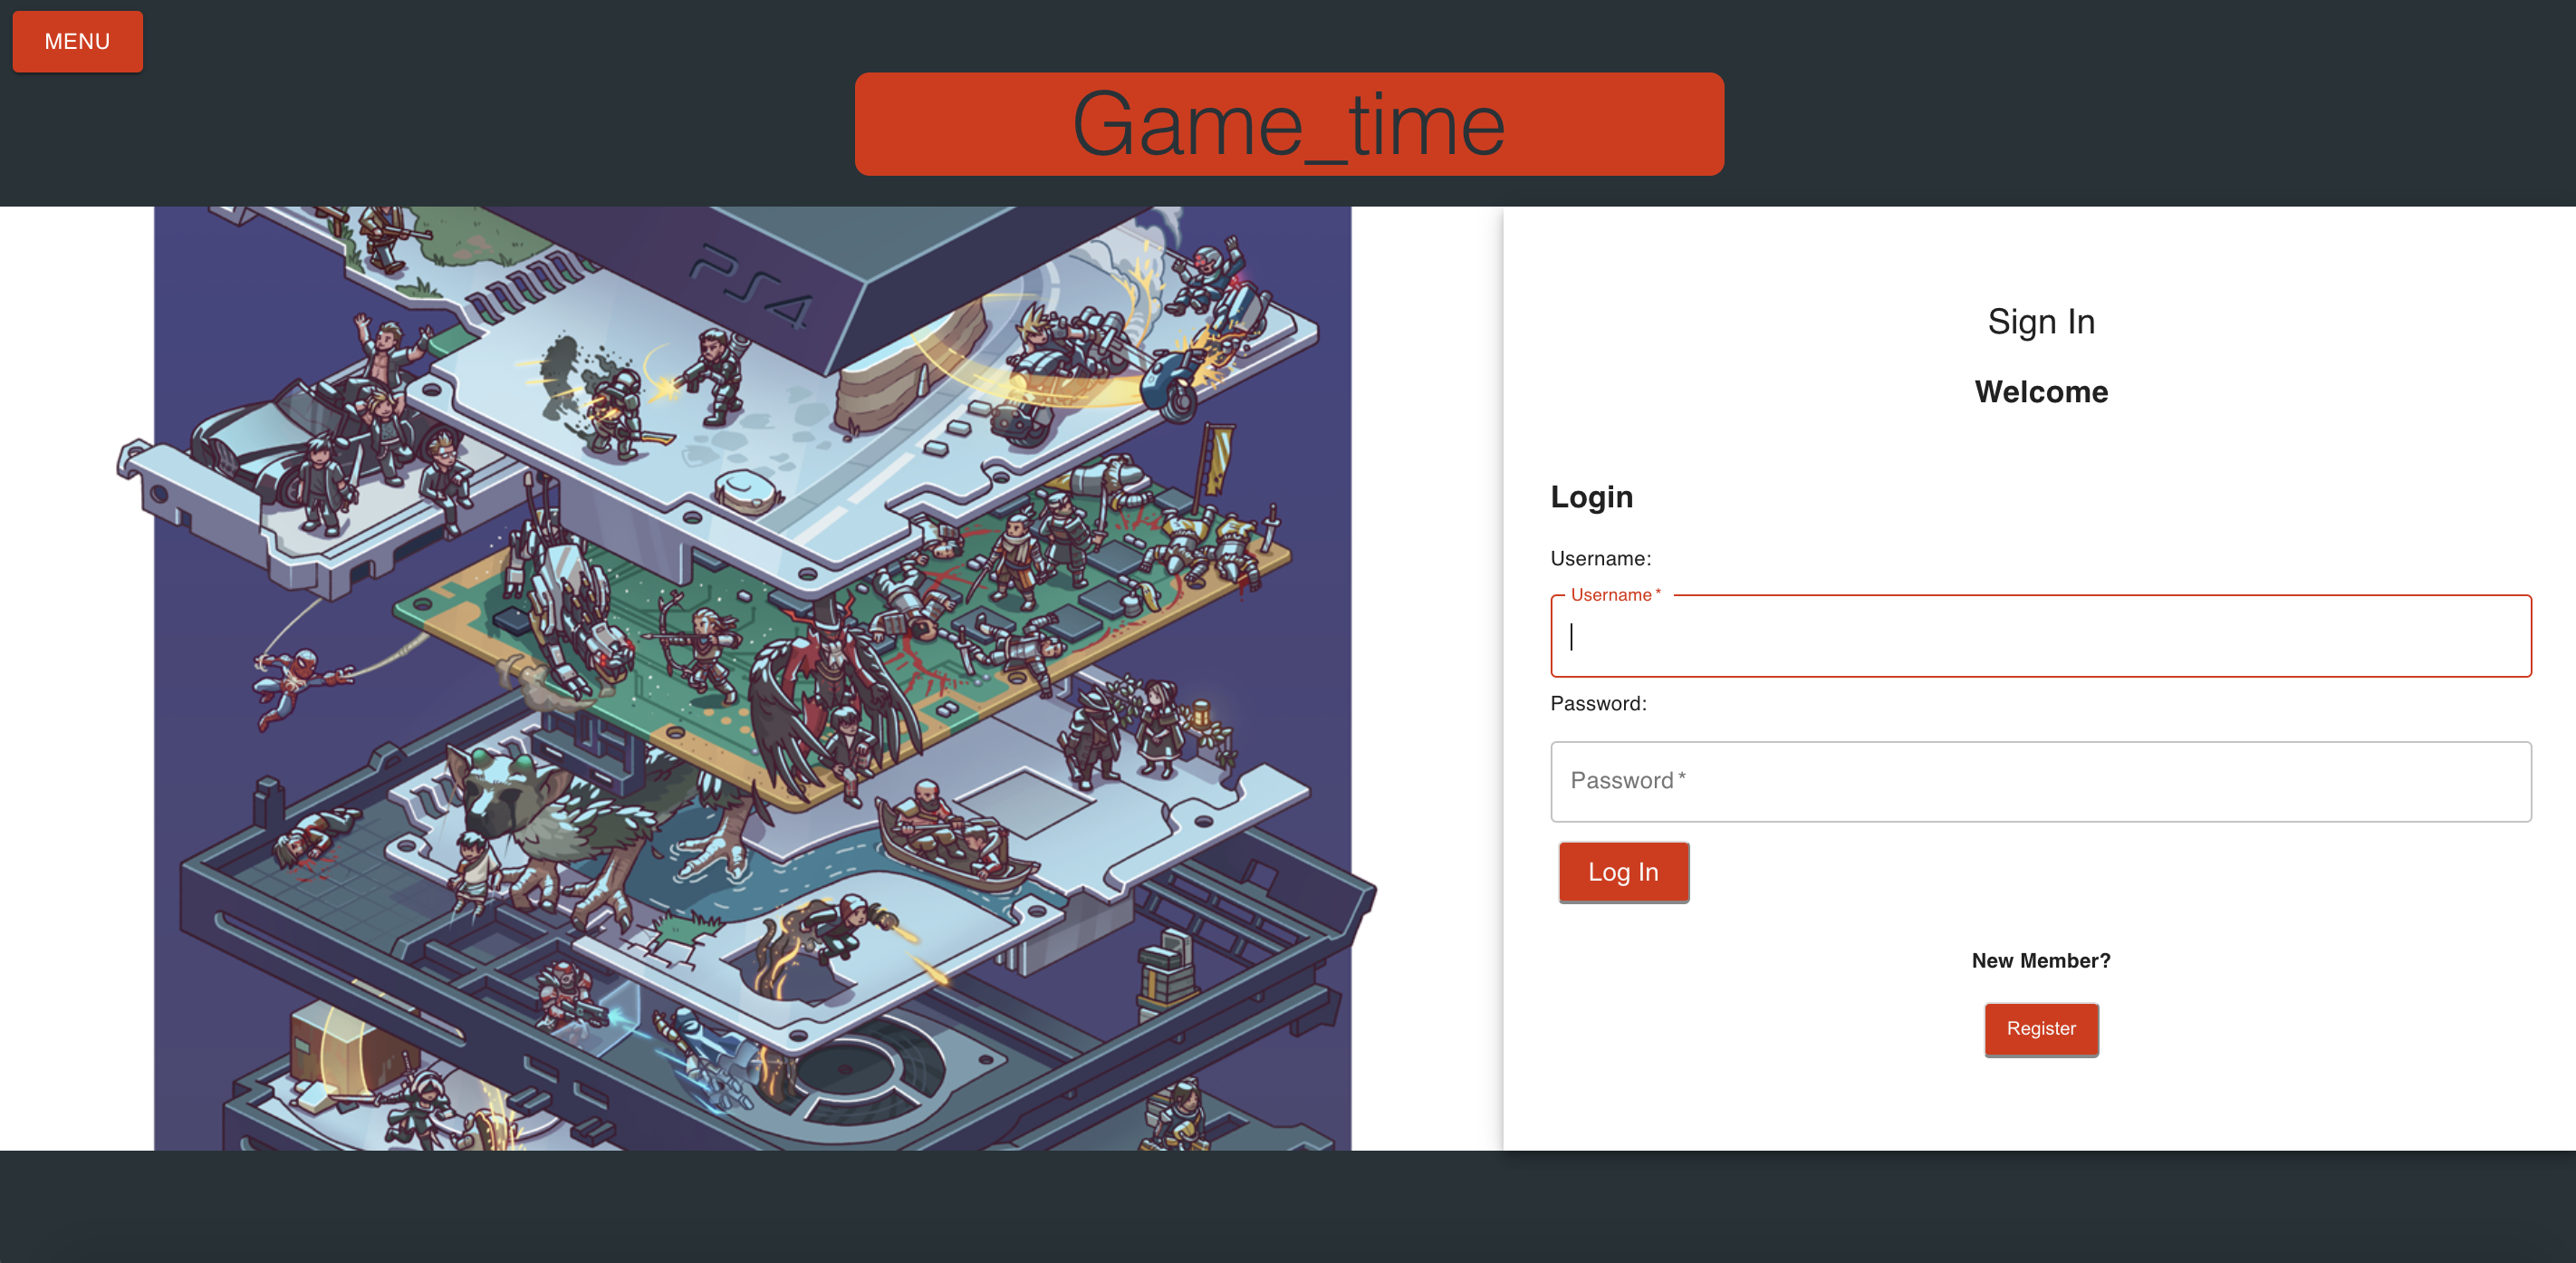 MENU
Game_time
PS4
Sign In
Welcome
Login
Username:
Username *
Password:
Password *
Log In
New Member?
Register